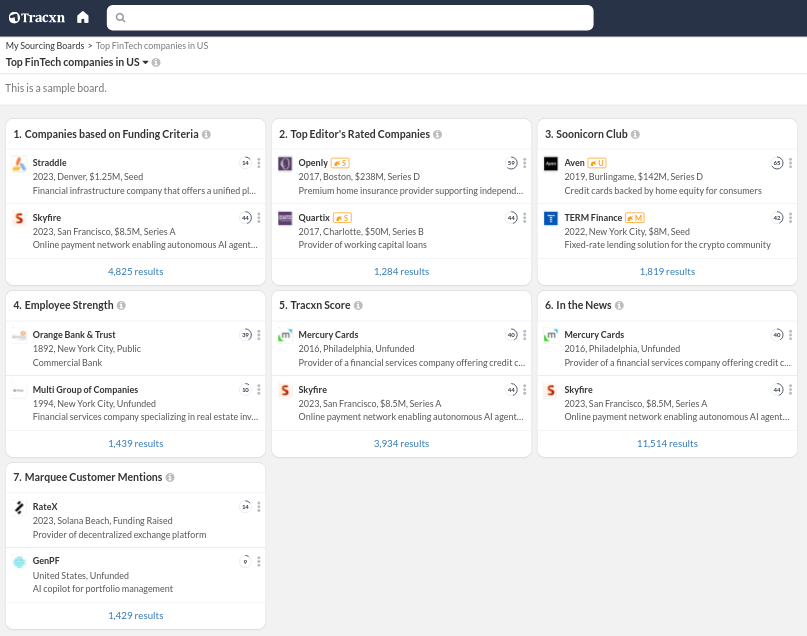 Tracxn
My Sourcing Boards > Top FinTech companies in US
Top FinTech companies in US
This is a sample board.
1. Companies based on Funding Criteria
Straddle 14
2023, Denver, $1.25M, Seed
Financial infrastructure company that offers a unified pl...
Skyfire 44
2023, San Francisco, $8.5M, Series A
Online payment network enabling autonomous AI agent...
4,825 results
2. Top Editor's Rated Companies
Openly S 59
2017, Boston, $238M, Series D
Premium home insurance provider supporting independ...
Quartix S 44
2017, Charlotte, $50M, Series B
Provider of working capital loans
1,284 results
3. Soonicorn Club
Aven U 65
2019, Burlingame, $142M, Series D
Credit cards backed by home equity for consumers
TERM Finance M 42
2022, New York City, $8M, Seed
Fixed-rate lending solution for the crypto community
1,819 results
4. Employee Strength
Orange Bank & Trust 39
1892, New York City, Public
Commercial Bank
Multi Group of Companies 10
1994, New York City, Unfunded
Financial services company specializing in real estate inv...
1,439 results
5. Tracxn Score
Mercury Cards 40
2016, Philadelphia, Unfunded
Provider of a financial services company offering credit c...
Skyfire 44
2023, San Francisco, $8.5M, Series A
Online payment network enabling autonomous AI agent...
3,934 results
6. In the News
Mercury Cards 40
2016, Philadelphia, Unfunded
Provider of a financial services company offering credit c...
Skyfire 44
2023, San Francisco, $8.5M, Series A
Online payment network enabling autonomous AI agent...
11,514 results
7. Marquee Customer Mentions
RateX 14
2023, Solana Beach, Funding Raised
Provider of decentralized exchange platform
GenPF 9
United States, Unfunded
AI copilot for portfolio management
1,429 results